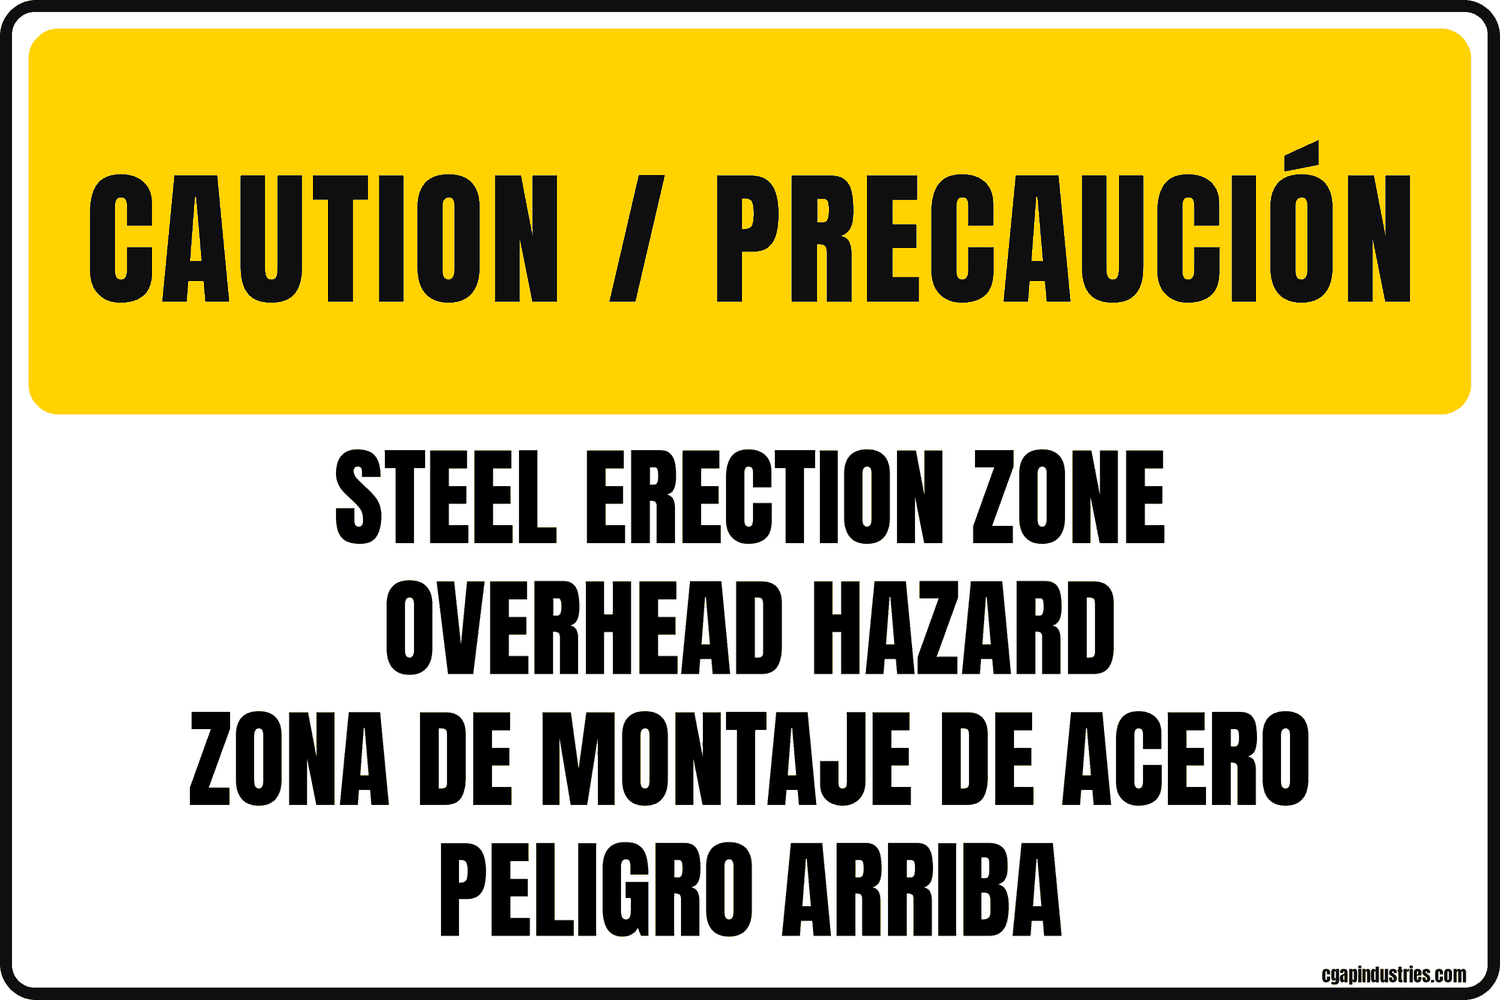 CAUTION / PRECAUCIÓN
STEEL ERECTION ZONE
OVERHEAD HAZARD
ZONA DE MONTAJE DE ACERO
PELIGRO ARRIBA
cgapindustries.com